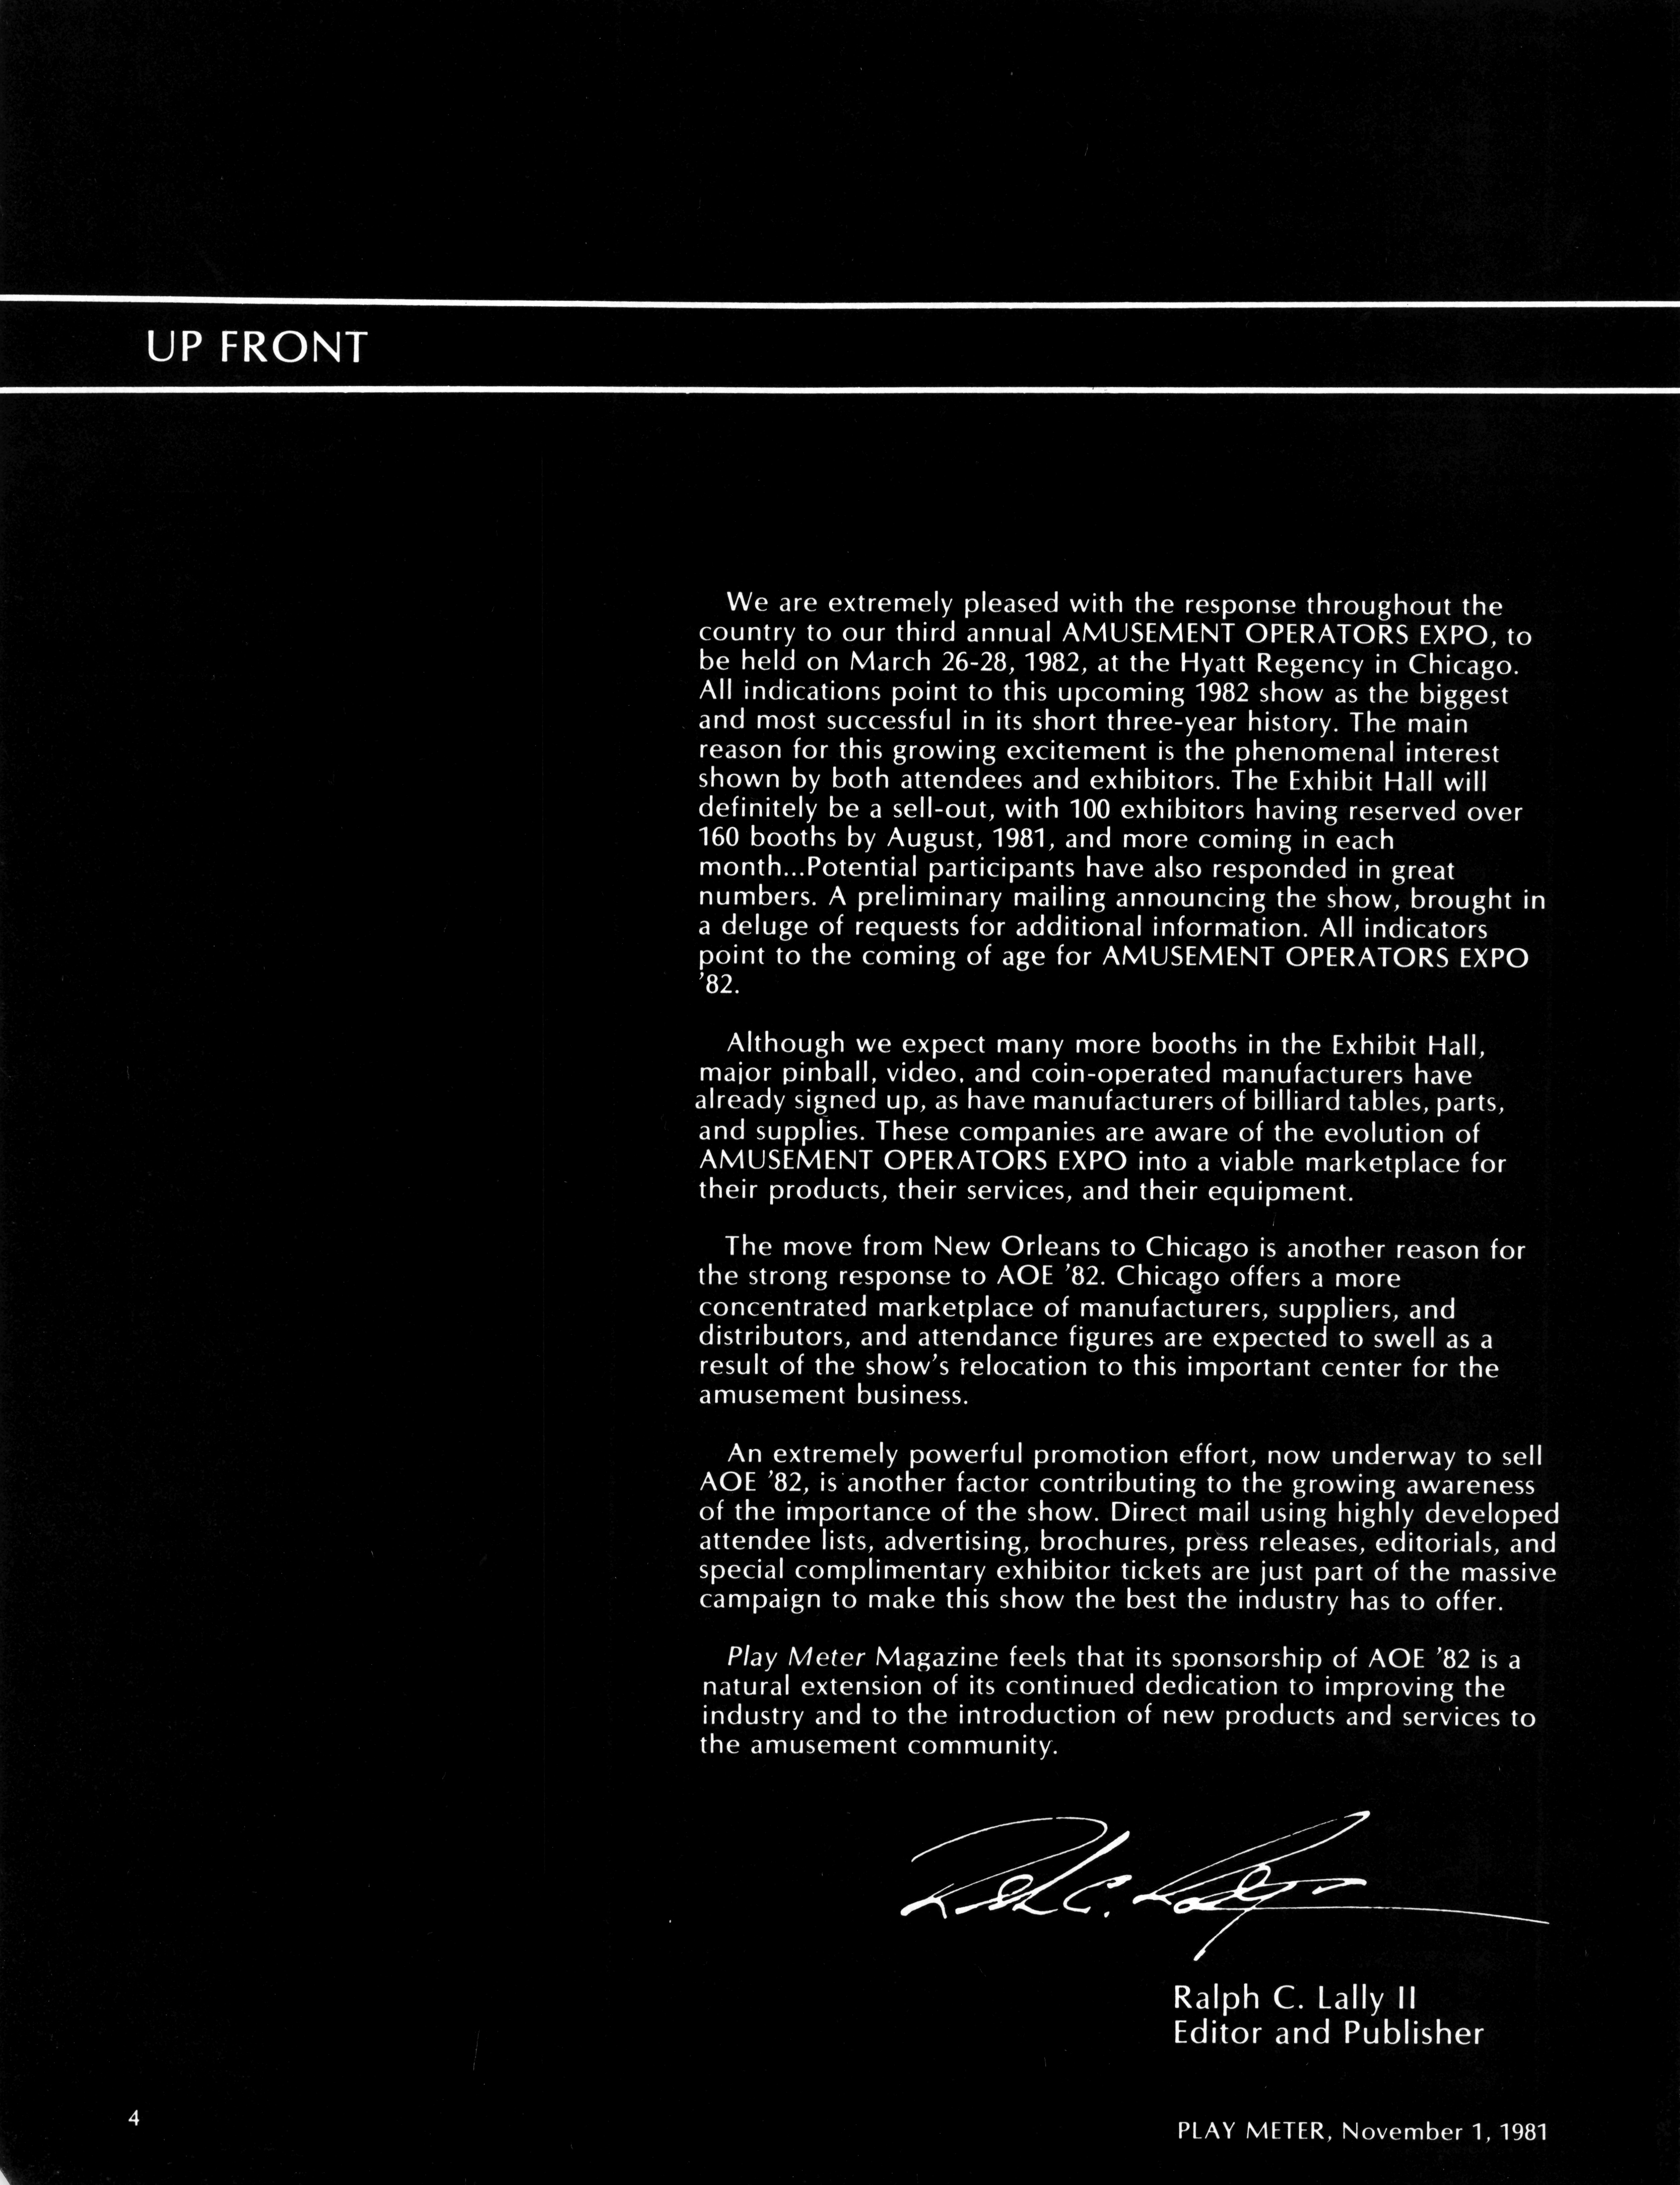 UP FRONT
We are extremely pleased with the response throughout the
country to our third annual AMUSEMENT OPERATORS EXPO, to
be held on March 26-28, 1982, at the Hyatt Regency in Chicago.
All indications point to this upcoming 1982 show as the biggest
and most successful in its short three-year history. The main
reason for this growing excitement is the phenomenal interest
shown by both attendees and exhibitors. The Exhibit Hall will
definitely be a sell-out, with 100 exhibitors having reserved over
160 booths by August, 1981, and more coming in each
month...Potential participants have also responded in great
numbers. A preliminary mailing announcing the show, brought in
a deluge of requests for additional information. All indicators
point to the coming of age for AMUSEMENT OPERATORS EXPO
'82.
Although we expect many more booths in the Exhibit Hall,
major pinball, video, and coin-operated manufacturers have
already signed up, as have manufacturers of billiard tables, parts,
and supplies. These companies are aware of the evolution of
AMUSEMENT OPERATORS EXPO into a viable marketplace for
their products, their services, and their equipment.
The move from New Orleans to Chicago is another reason for
the strong response to AOE '82. Chicago offers a more
concentrated marketplace of manufacturers, suppliers, and
distributors, and attendance figures are expected to swell as a
result of the show's relocation to this important center for the
amusement business.
An extremely powerful promotion effort, now underway to sell
AOE '82, is another factor contributing to the growing awareness
of the importance of the show. Direct mail using highly developed
attendee lists, advertising, brochures, press releases, editorials, and
special complimentary exhibitor tickets are just part of the massive
campaign to make this show the best the industry has to offer.
Play Meter Magazine feels that its sponsorship of AOE '82 is a
natural extension of its continued dedication to improving the
industry and to the introduction of new products and services to
the amusement community.
Ralph C. Lally
Ralph C. Lally II
Editor and Publisher
4
PLAY METER, November 1, 1981